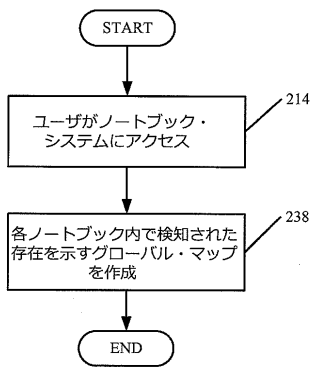 START
214
ユーザがノートブック・
システムにアクセス
238
各ノートブック内で検知された
存在を示すグローバル・マップ
を作成
END